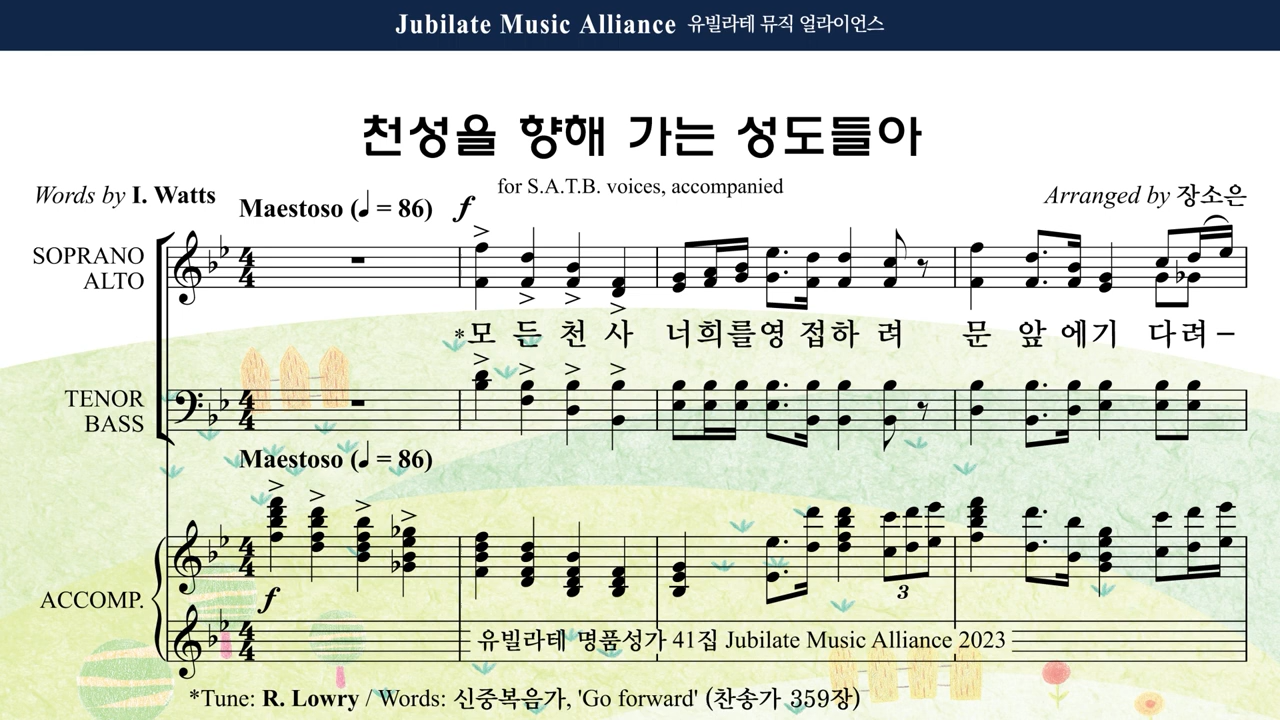 Jubilate Music Alliance 유빌라테 뮤직 얼라이언스
천성을 향해 가는 성도들아
for S.A.T.B. voices, accompanied
Words by I. Watts
Arranged by 장소은
Maestoso (♩ = 86) f
SOPRANO
ALTO
*모 든 천 사 너희를영 접하 려 문 앞 에기 다려–
TENOR
BASS
Maestoso (♩ = 86)
ACCOMP.
f
3
유빌라테 명품성가 41집 Jubilate Music Alliance 2023
*Tune: R. Lowry / Words: 신중복음가, 'Go forward' (찬송가 359장)